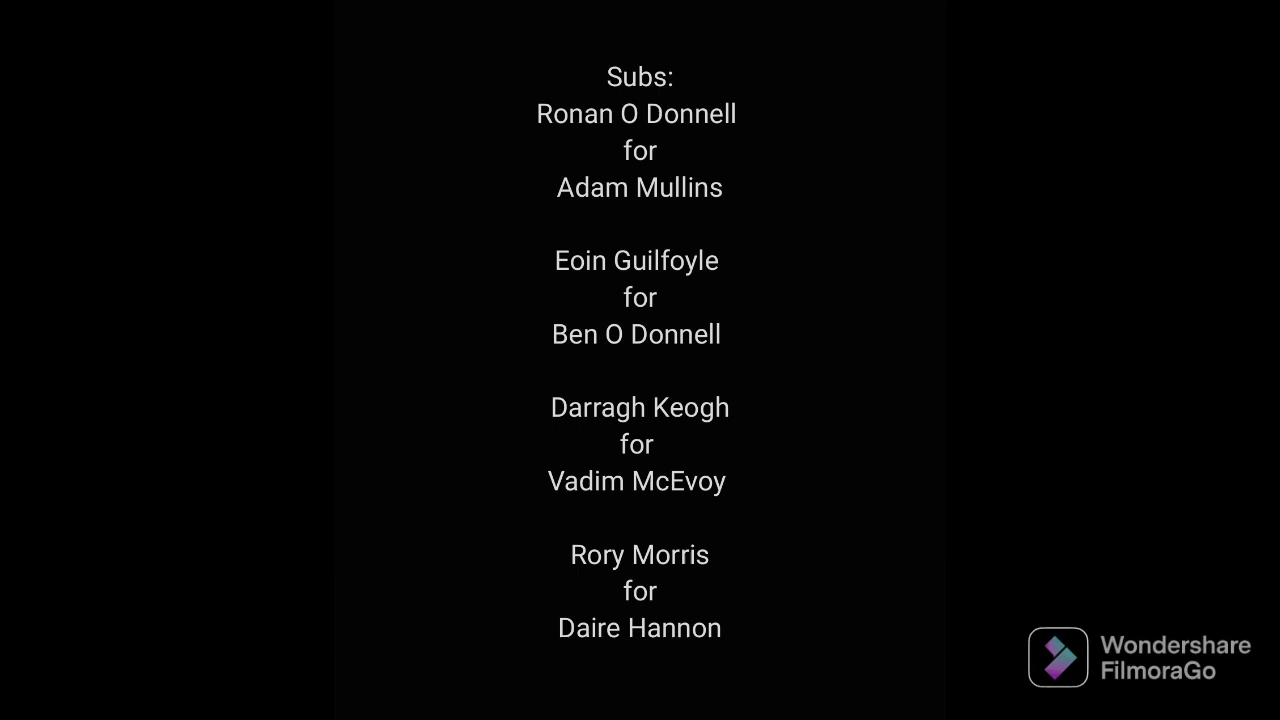 Subs:
Ronan O Donnell
for
Adam Mullins
Eoin Guilfoyle
for
Ben O Donnell
Darragh Keogh
for
Vadim McEvoy
Rory Morris
for
Daire Hannon
Wondershare
FilmoraGo